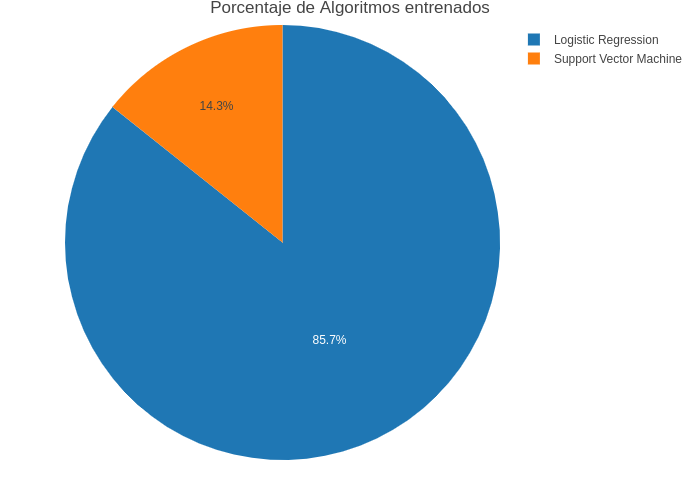 Porcentaje de Algoritmos entrenados
Logistic Regression
Support Vector Machine
14.3%
85.7%